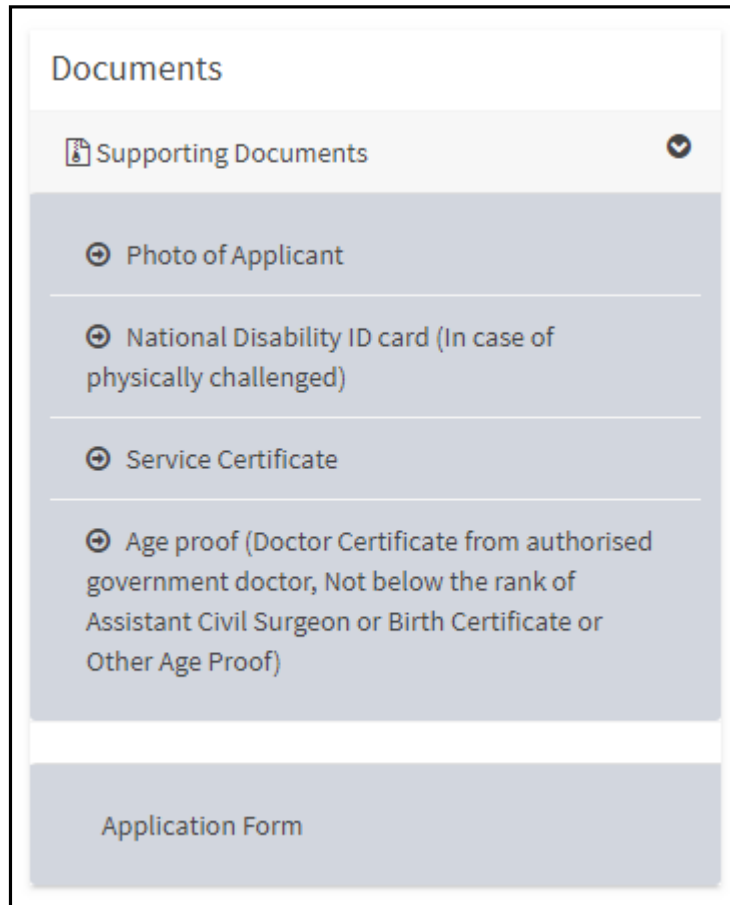 Documents
Supporting Documents
Photo of Applicant
National Disability ID card (In case of
physically challenged)
Service Certificate
Age proof (Doctor Certificate from authorised
government doctor, Not below the rank of
Assistant Civil Surgeon or Birth Certificate or
Other Age Proof)
Application Form